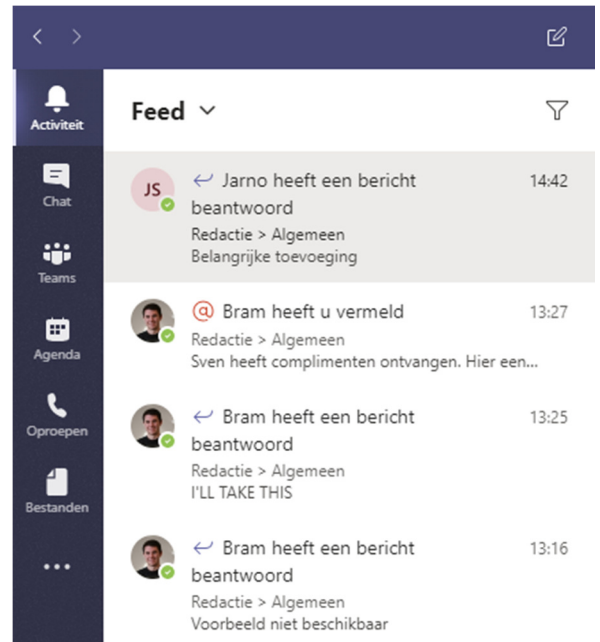 Activiteit
Chat
Teams
Agenda
Oproepen
Bestanden
Feed
JS
Jarno heeft een bericht 14:42
beantwoord
Redactie > Algemeen
Belangrijke toevoeging
@ Bram heeft u vermeld 13:27
Redactie > Algemeen
Sven heeft complimenten ontvangen. Hier een...
Bram heeft een bericht 13:25
beantwoord
Redactie > Algemeen
I'LL TAKE THIS
Bram heeft een bericht 13:16
beantwoord
Redactie > Algemeen
Voorbeeld niet beschikbaar